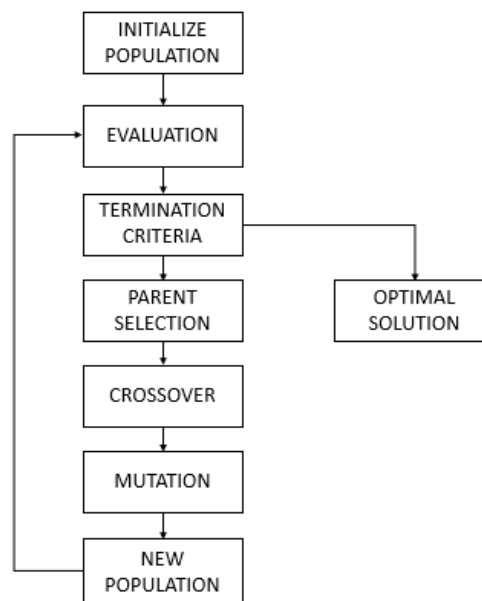 INITIALIZE
POPULATION
EVALUATION
TERMINATION
CRITERIA
PARENT
SELECTION
OPTIMAL
SOLUTION
CROSSOVER
MUTATION
NEW
POPULATION